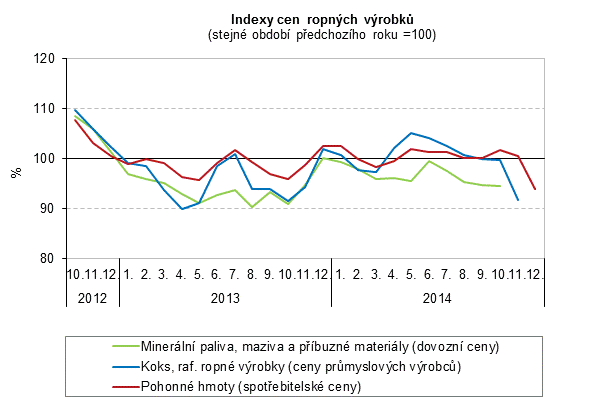 Indexy cen ropných výrobků
(stejné období předchozího roku =100)
120
110
100
90
80
%
10. 11. 12. 1. 2. 3. 4. 5. 6. 7. 8. 9. 10. 11. 12. 1. 2. 3. 4. 5. 6. 7. 8. 9. 10. 11. 12.
2012 2013 2014
Minerální paliva, maziva a příbuzné materiály (dovozní ceny)
Koks, raf. ropné výrobky (ceny průmyslových výrobců)
Pohonné hmoty (spotřebitelské ceny)